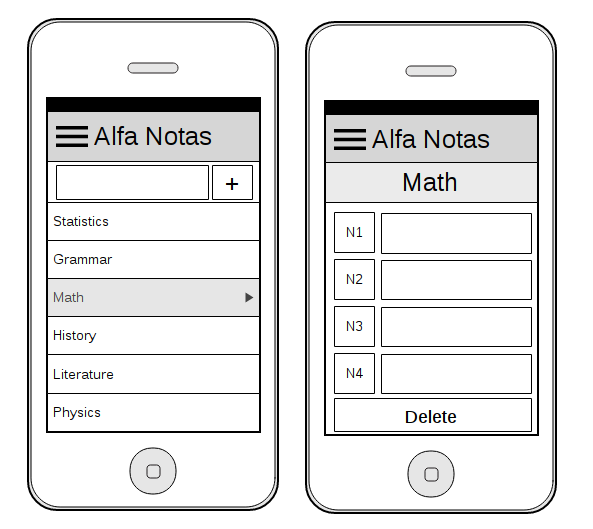 Alfa Notas
+
Statistics
Grammar
Math
History
Literature
Physics
Alfa Notas
Math
N1
N2
N3
N4
Delete